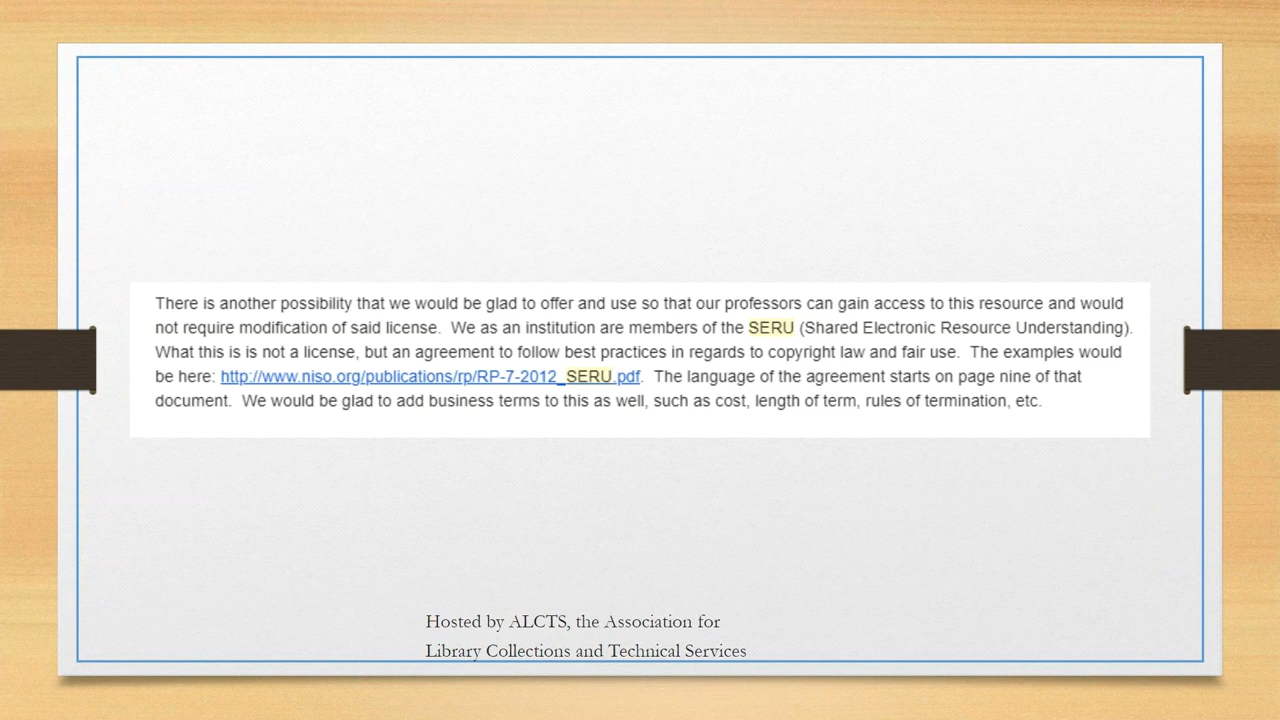 There is another possibility that we would be glad to offer and use so that our professors can gain access to this resource and would
not require modification of said license.  We as an institution are members of the SERU (Shared Electronic Resource Understanding).
What this is is not a license, but an agreement to follow best practices in regards to copyright law and fair use.  The examples would
be here: http://www.niso.org/publications/rp/RP-7-2012_SERU.pdf.  The language of the agreement starts on page nine of that
document.  We would be glad to add business terms to this as well, such as cost, length of term, rules of termination, etc.
Hosted by ALCTS, the Association for
Library Collections and Technical Services